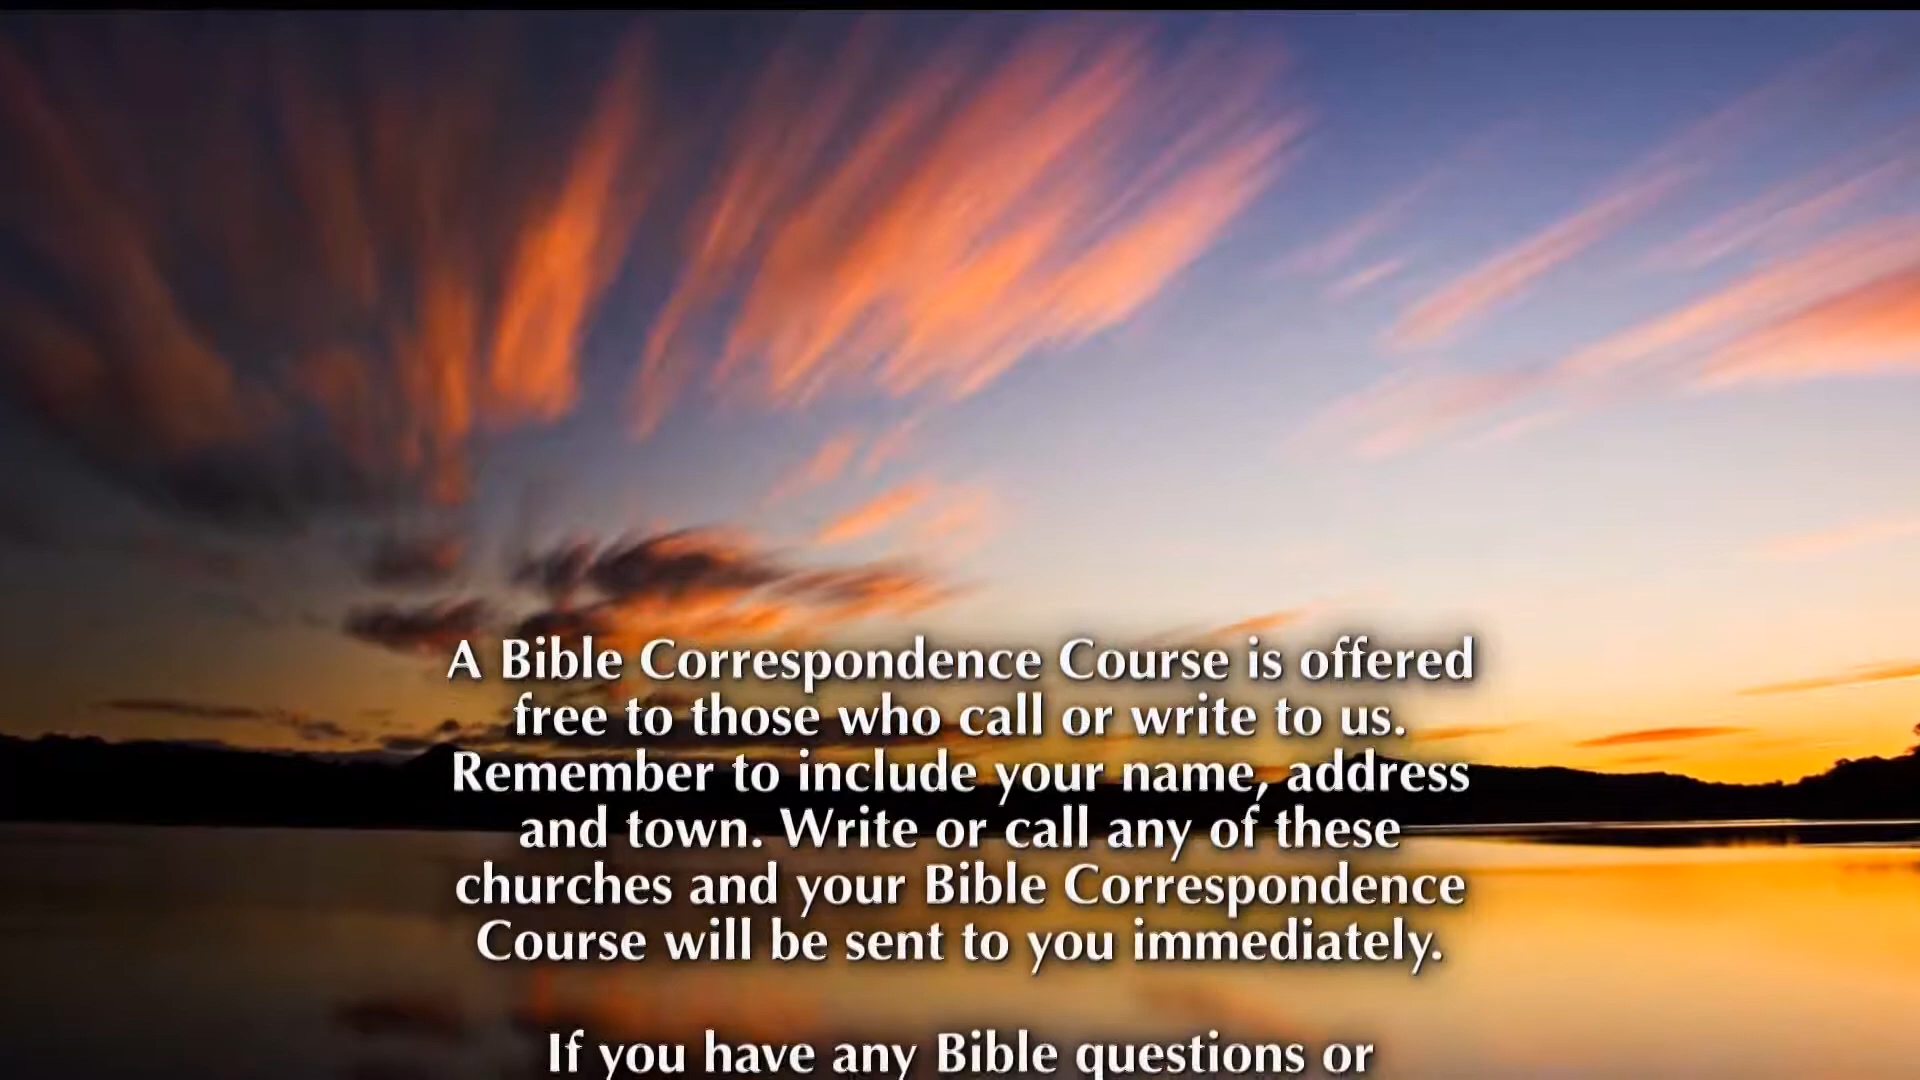 A Bible Correspondence Course is offered
free to those who call or write to us.
Remember to include your name, address
and town. Write or call any of these
churches and your Bible Correspondence
Course will be sent to you immediately.
If you have any Bible questions or